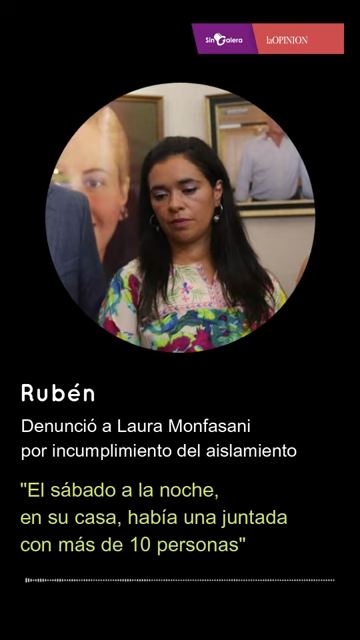 SinGalera
laOPINION
Rubén
Denunció a Laura Monfasani
por incumplimiento del aislamiento
"El sábado a la noche,
en su casa, había una juntada
con más de 10 personas"